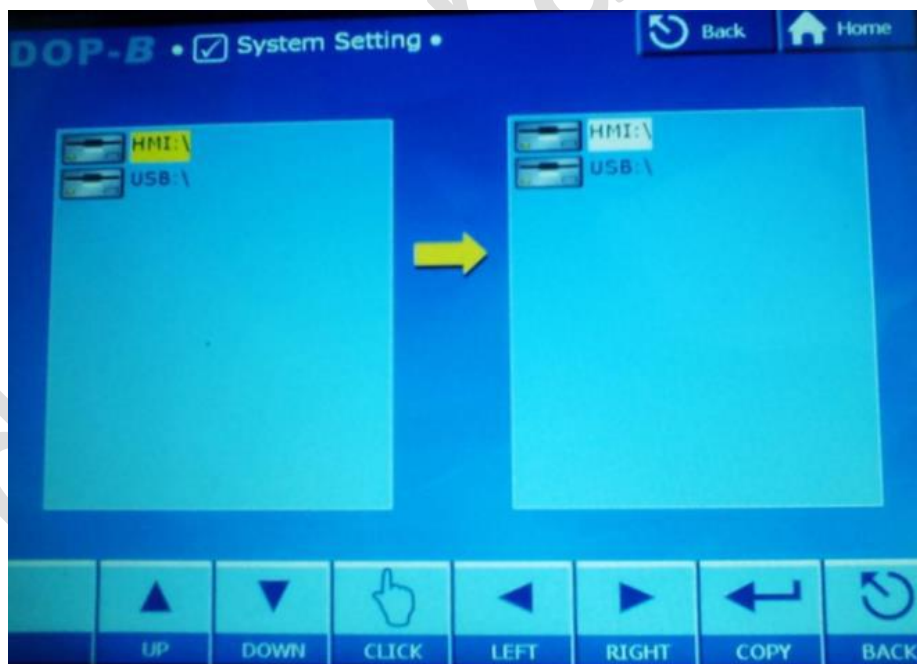 DOP-B • System Setting •
Back
Home
HMI:\
USB:\
HMI:\
USB:\
UP
DOWN
CLICK
LEFT
RIGHT
COPY
BACK